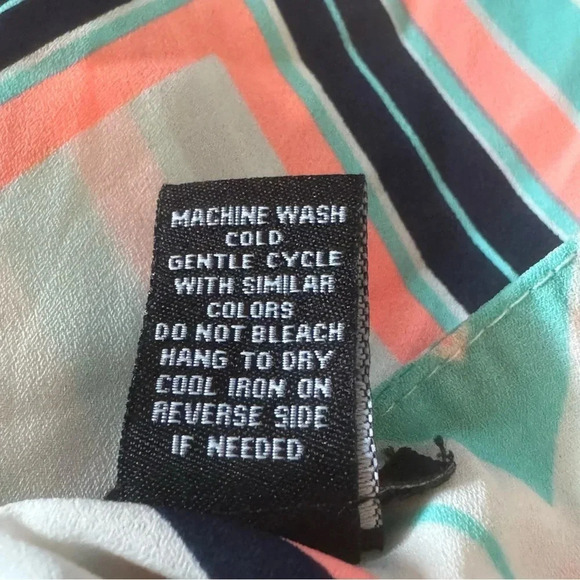 MACHINE WASH
COLD
GENTLE CYCLE
WITH SIMILAR
COLORS
DO NOT BLEACH
HANG TO DRY
COOL IRON ON
REVERSE SIDE
IF NEEDED